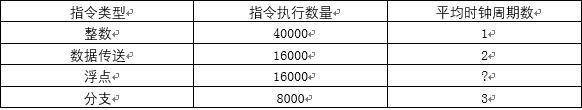 指令类型 指令执行数量 平均时钟周期数
整数 40000 1
数据传送 16000 2
浮点 16000 ?
分支 8000 3